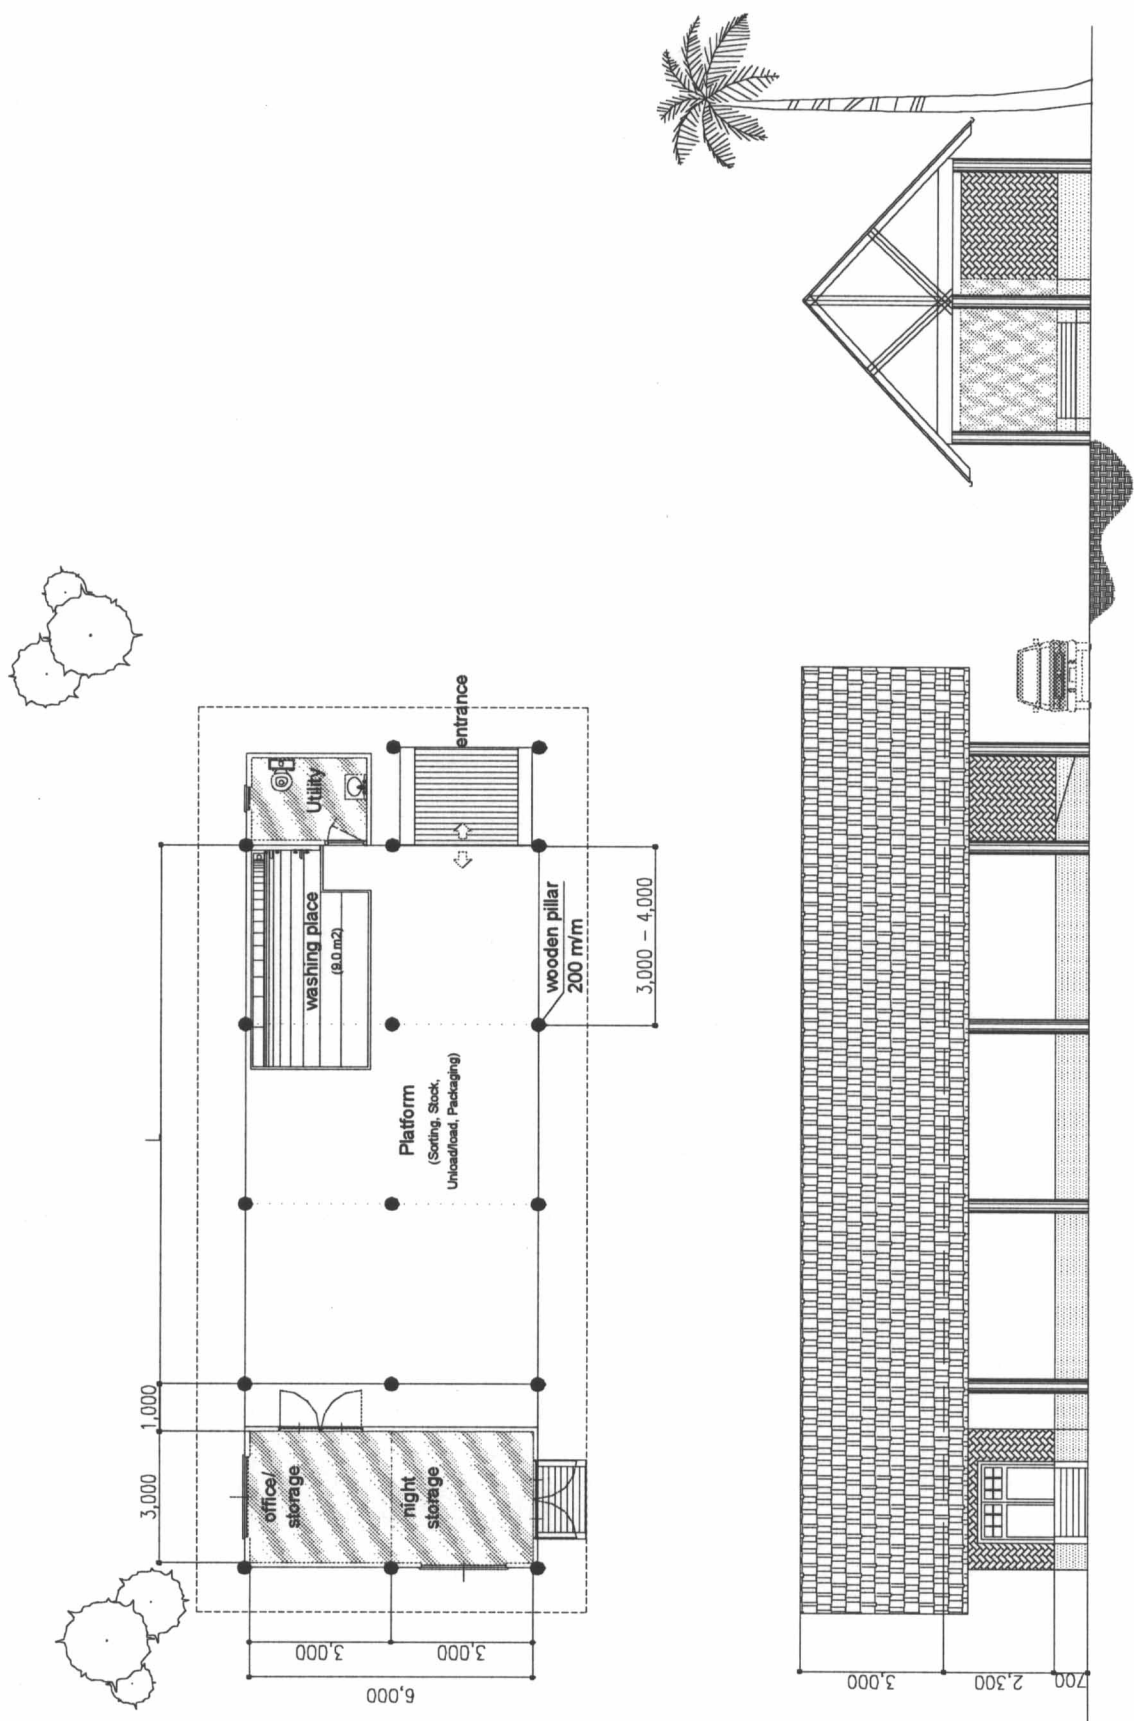 office/
storage
night
storage
Platform
(Sorting, Stock,
Unload/load, Packaging)
washing place
(9.0 m2)
Utility
entrance
wooden pillar
200 m/m
3,000
1,000
L
3,000 – 4,000
3,000
3,000
6,000
3,000
2,300
700